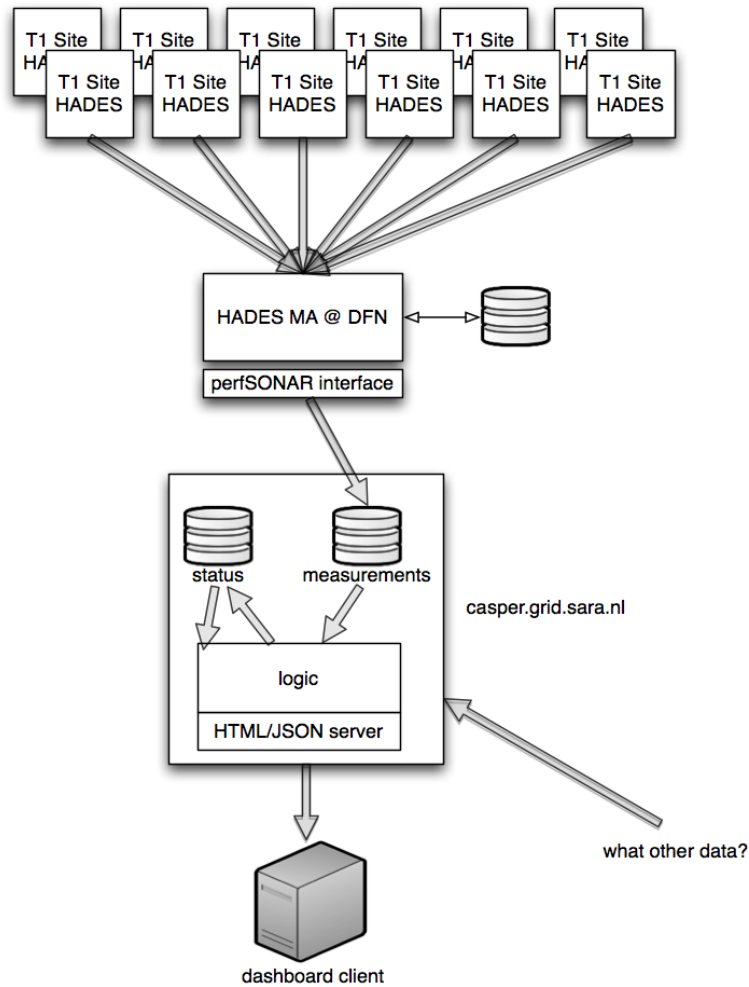 T1 Site
T1 Site
T1 Site
T1 Site
T1 Site
T1 Site
T1 Site
HADES
T1 Site
HADES
T1 Site
HADES
T1 Site
HADES
T1 Site
HADES
T1 Site
HADES
HADES MA @ DFN
perfSONAR interface
status
measurements
casper.grid.sara.nl
logic
HTML/JSON server
what other data?
dashboard client